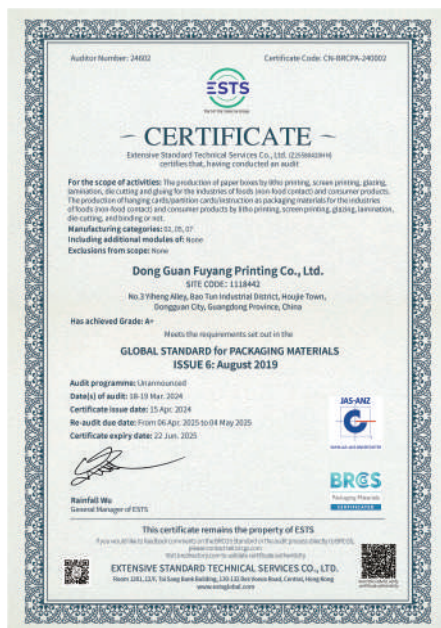 Auditor Number: 24602
Certificate Code: CN-BRCPA-240002
ESTS
CERTIFICATE
Extensive Standard Technical Services Co., Ltd.
certifies that, having conducted an audit
For the scope of activities: The production of paper boxes by litho printing, screen printing, glazing,
lamination, die cutting and gluing for the industries of foods (non-food contact) and consumer products.
The production of hanging cards/partition cards/instruction as packaging materials for the industries
of foods (non-food contact) and consumer products by litho printing, screen printing, glazing, lamination,
die-cutting, and binding or not.
Manufacturing categories: 02, 05, 07
Including additional modules of: None
Exclusions from scope: None
Dong Guan Fuyang Printing Co., Ltd.
SITE CODE: 1118442
No.3 Yiheng Alley, Bao Tun Industrial District, Houjie Town,
Dongguan City, Guangdong Province, China
Has achieved Grade: A+
Meets the requirements set out in the
GLOBAL STANDARD for PACKAGING MATERIALS
ISSUE 6: August 2019
Audit programme: Unannounced
Date(s) of audit: 18-19 Mar. 2024
Certificate issue date: 15 Apr. 2024
Re-audit due date: From 06 Apr. 2025 to 04 May 2025
Certificate expiry date: 22 Jun. 2025
JAS-ANZ
BRCS
Packaging Materials
CERTIFICATED
Rainfall Wu
General Manager of ESTS
This certificate remains the property of ESTS
EXTENSIVE STANDARD TECHNICAL SERVICES CO., LTD.